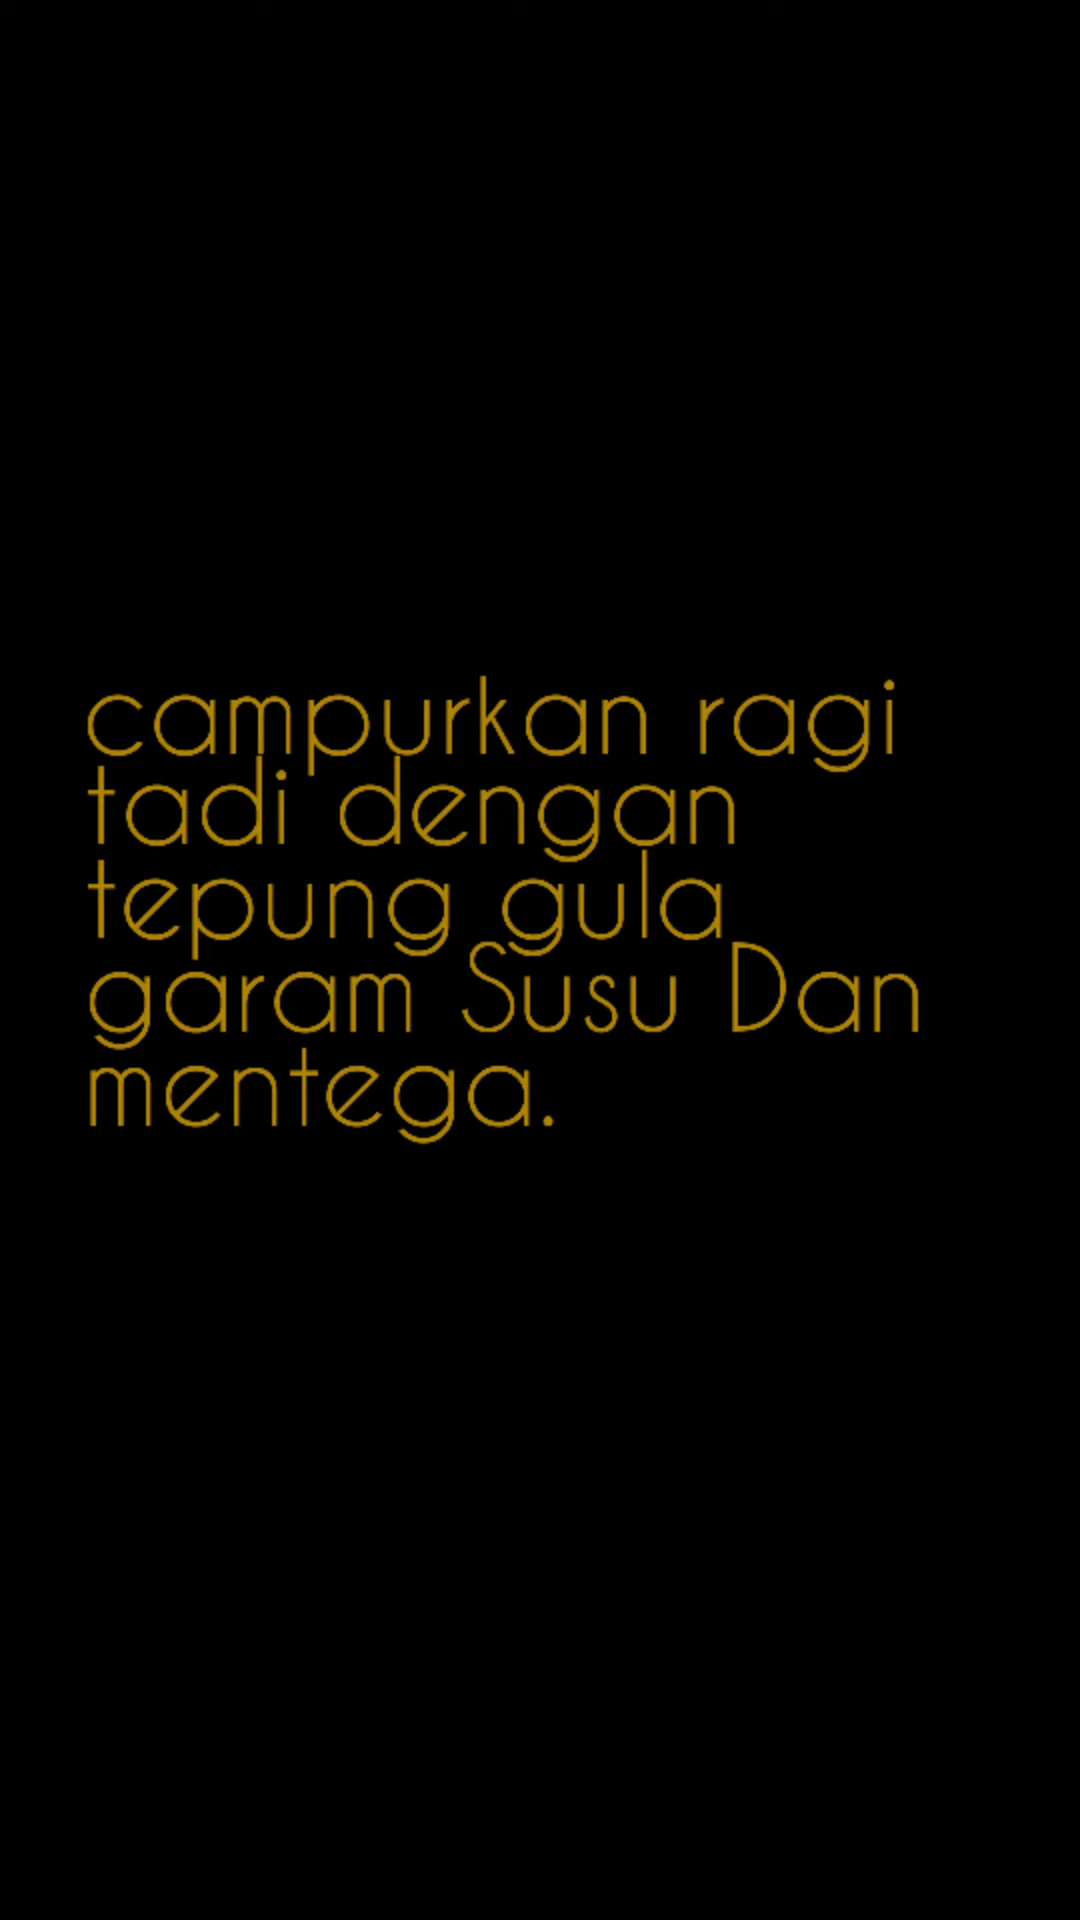 campurkan ragi
tadi dengan
tepung gula
garam Susu Dan
mentega.